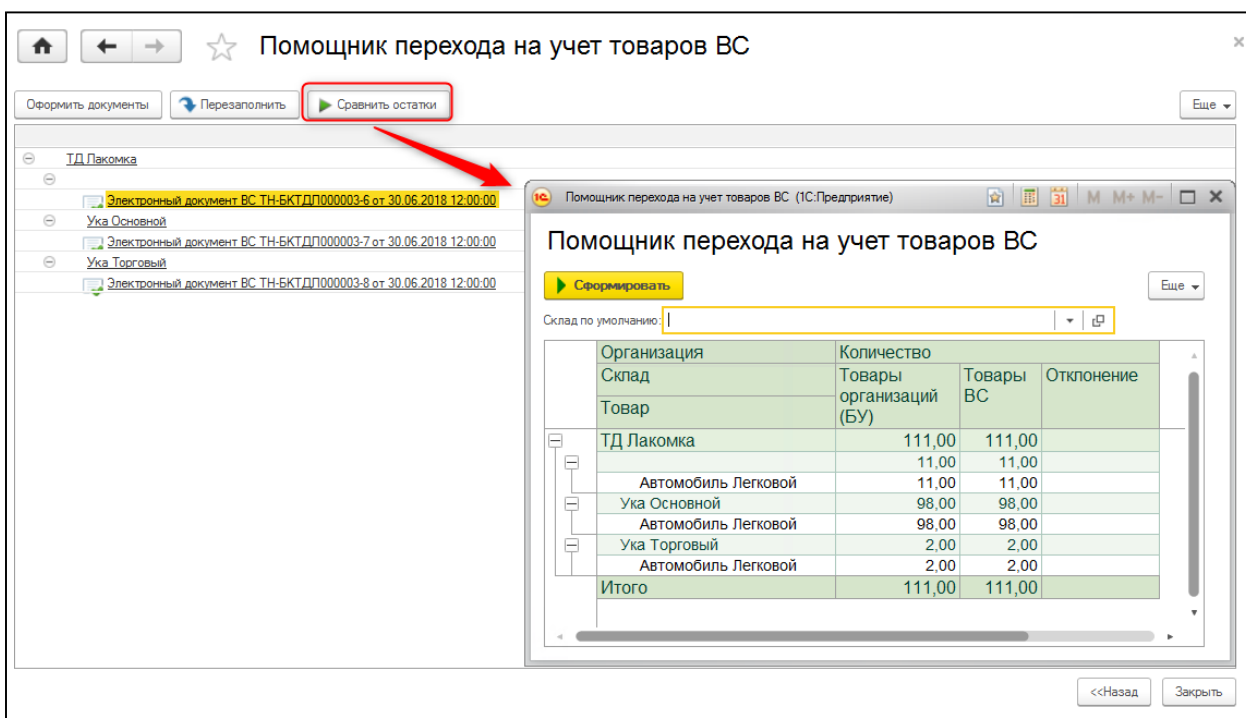 Помощник перехода на учет товаров ВС
Оформить документы Перезаполнить Сравнить остатки Еще
ТД Лакомка
Электронный документ ВС ТН-БКТДЛ000003-6 от 30.06.2018 12:00:00
Ука Основной
Электронный документ ВС ТН-БКТДЛ000003-7 от 30.06.2018 12:00:00
Ука Торговый
Электронный документ ВС ТН-БКТДЛ000003-8 от 30.06.2018 12:00:00
1С Помощник перехода на учет товаров ВС (1С:Предприятие) 31 M M+ M-
Помощник перехода на учет товаров ВС
Сформировать Еще
Склад по умолчанию:
Организация Количество
Склад Товары организаций (БУ) Товары ВС Отклонение
Товар
ТД Лакомка 111,00 111,00
11,00 11,00
Автомобиль Легковой 11,00 11,00
Ука Основной 98,00 98,00
Автомобиль Легковой 98,00 98,00
Ука Торговый 2,00 2,00
Автомобиль Легковой 2,00 2,00
Итого 111,00 111,00
<<Назад Закрыть